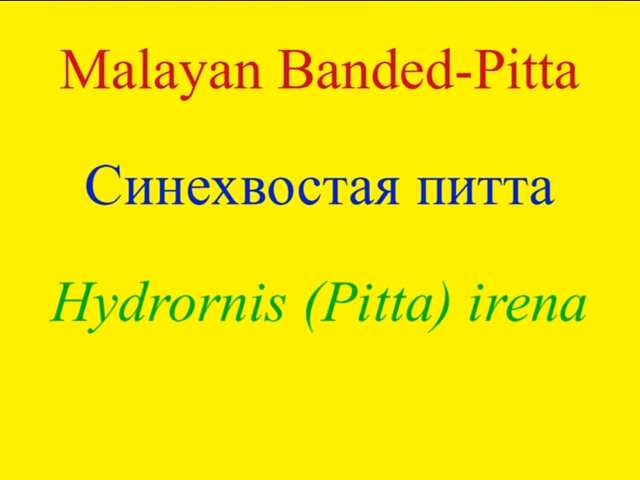 Malayan Banded-Pitta
Синехвостая питта
Hydrornis (Pitta) irena